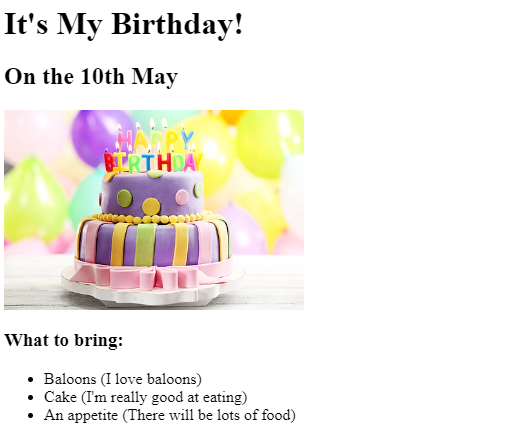 It's My Birthday!
On the 10th May
HAPPY
BIRTHDAY
What to bring:
Baloons (I love baloons)
Cake (I'm really good at eating)
An appetite (There will be lots of food)